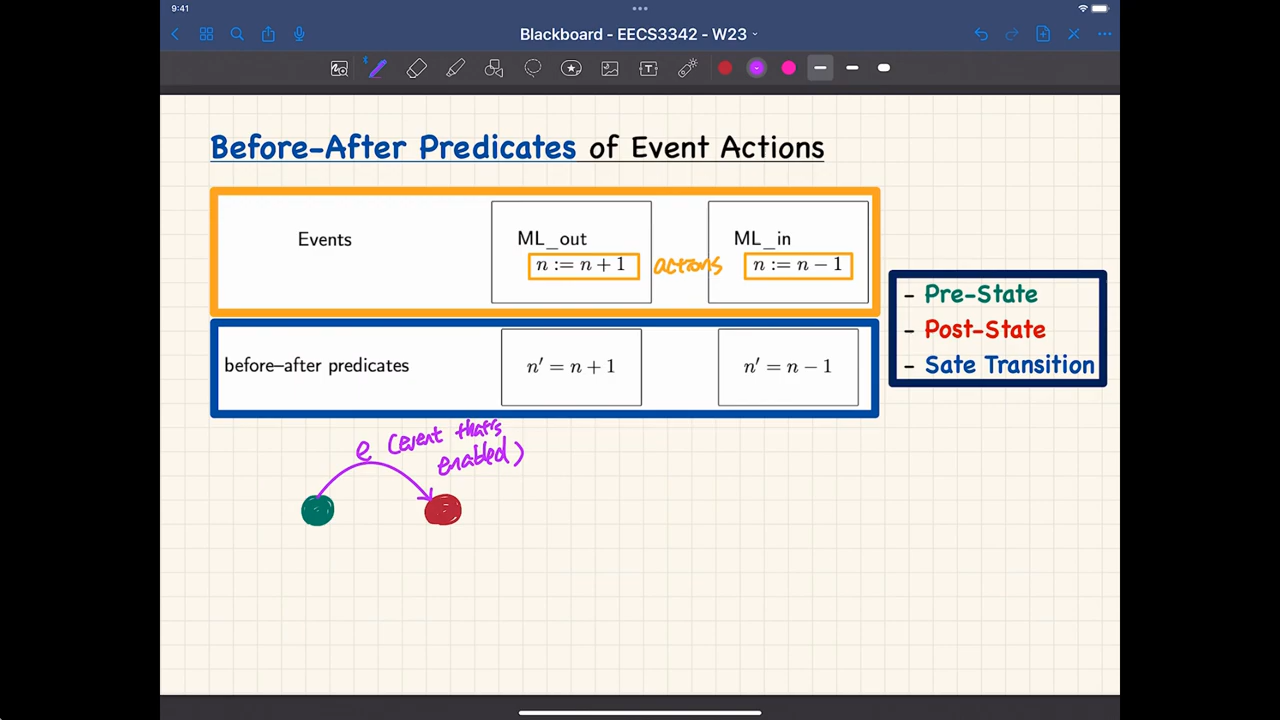 9:41
Blackboard - EECS3342 - W23
Before-After Predicates of Event Actions
Events
ML_out
n := n + 1
actions
ML_in
n := n − 1
- Pre-State
- Post-State
- Sate Transition
before–after predicates
n′ = n + 1
n′ = n − 1
e (event that's
enabled)